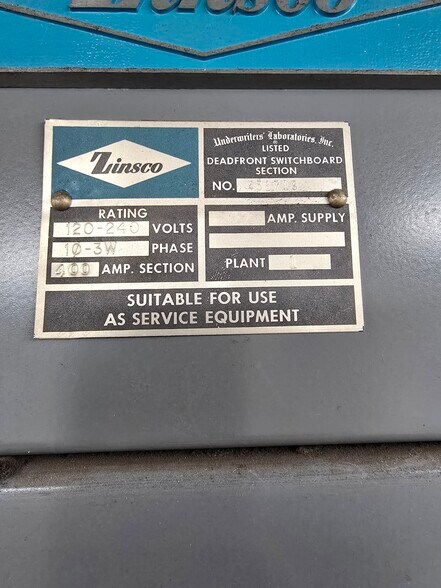 Zinsco
Zinsco
Underwriters' Laboratories, Inc.
®
LISTED
DEADFRONT SWITCHBOARD
SECTION
NO.
RATING
120-240 VOLTS
1Ø-3W PHASE
400 AMP. SECTION
AMP. SUPPLY
PLANT L
SUITABLE FOR USE
AS SERVICE EQUIPMENT